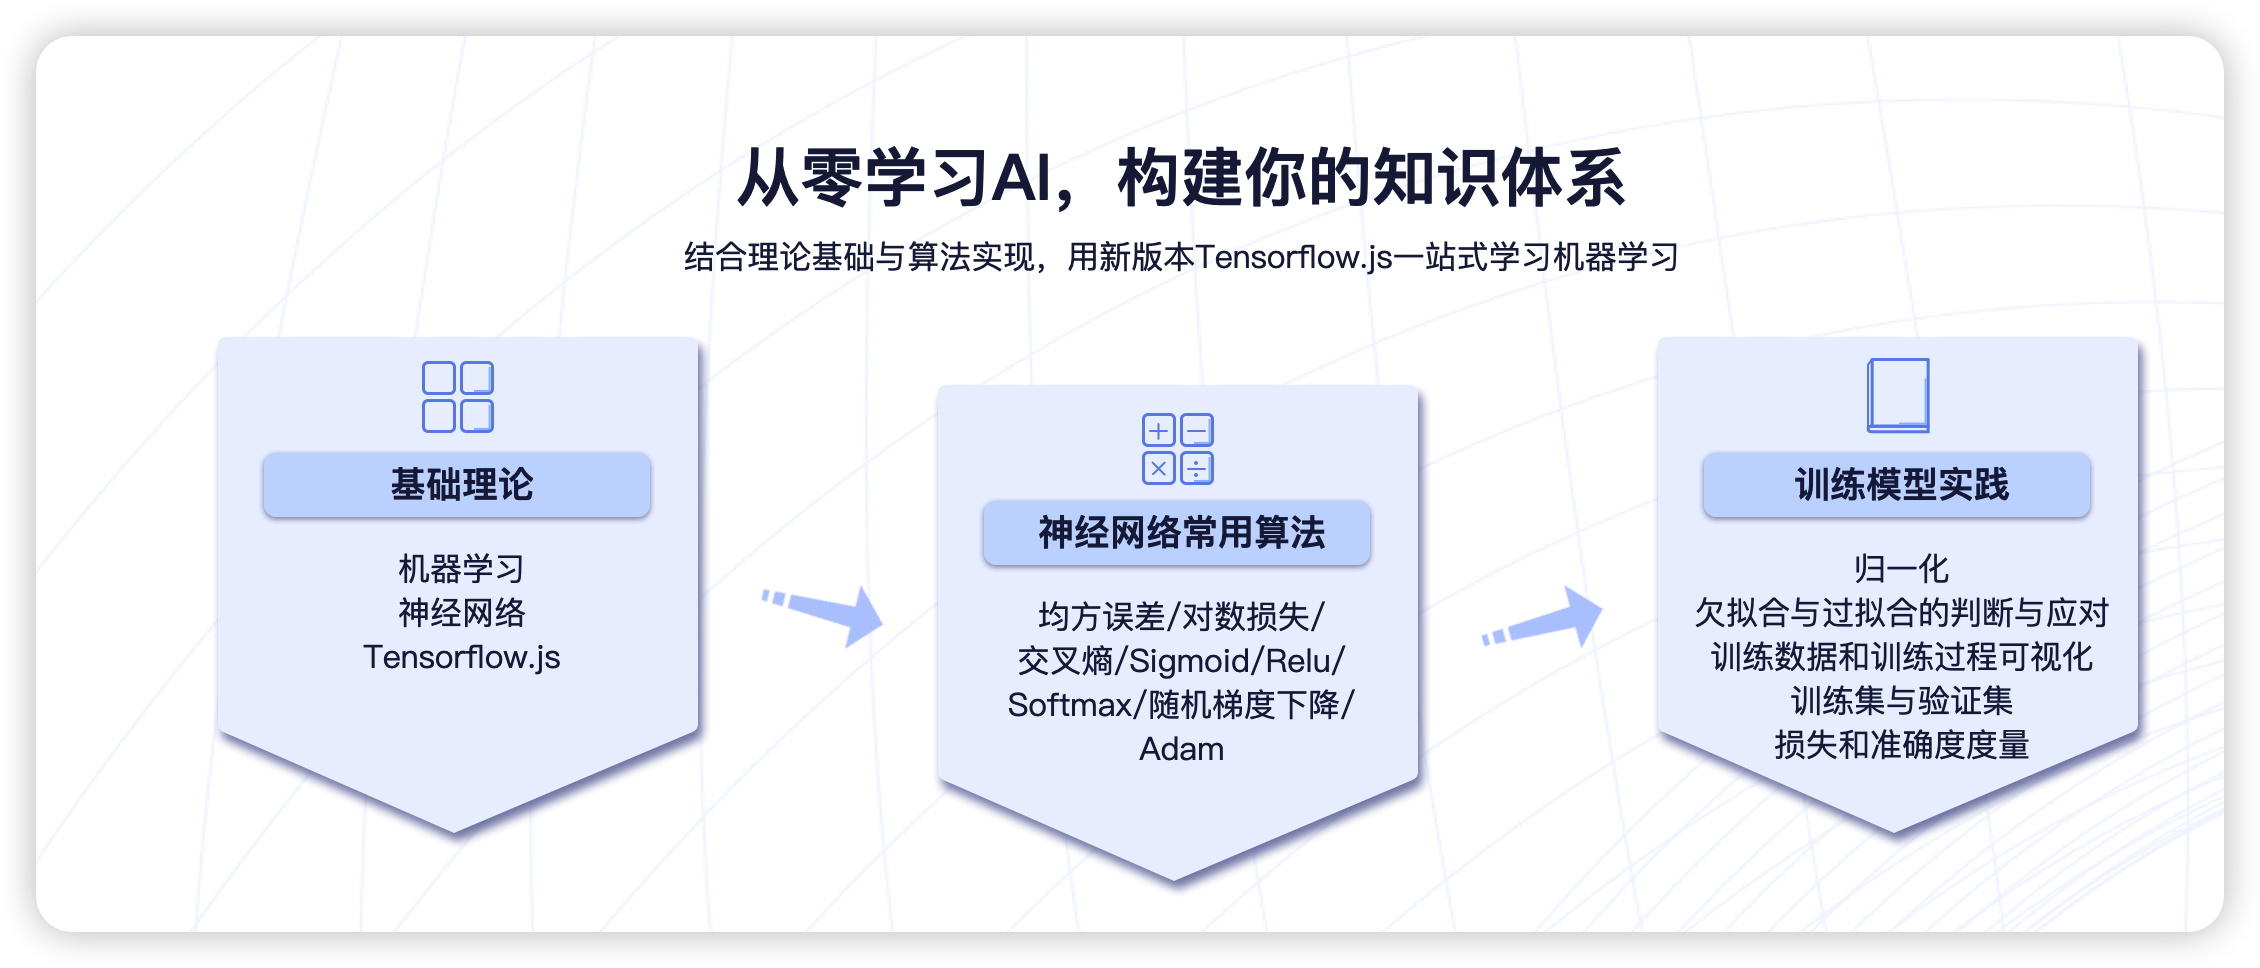 从零学习AI，构建你的知识体系
结合理论基础与算法实现，用新版本Tensorflow.js一站式学习机器学习
基础理论
机器学习
神经网络
Tensorflow.js
神经网络常用算法
均方误差/对数损失/
交叉熵/Sigmoid/Relu/
Softmax/随机梯度下降/
Adam
训练模型实践
归一化
欠拟合与过拟合的判断与应对
训练数据和训练过程可视化
训练集与验证集
损失和准确度度量